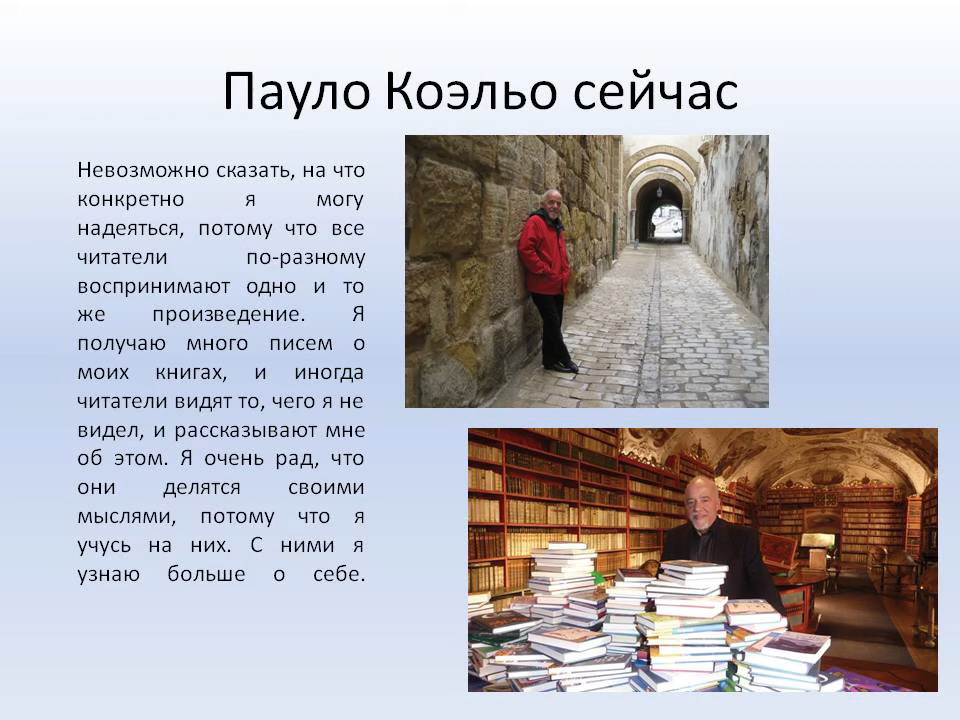 Пауло Коэльо сейчас
Невозможно сказать, на что
конкретно я могу
надеяться, потому что все
читатели по-разному
воспринимают одно и то
же произведение. Я
получаю много писем о
моих книгах, и иногда
читатели видят то, чего я не
видел, и рассказывают мне
об этом. Я очень рад, что
они делятся своими
мыслями, потому что я
учусь на них. С ними я
узнаю больше о себе.